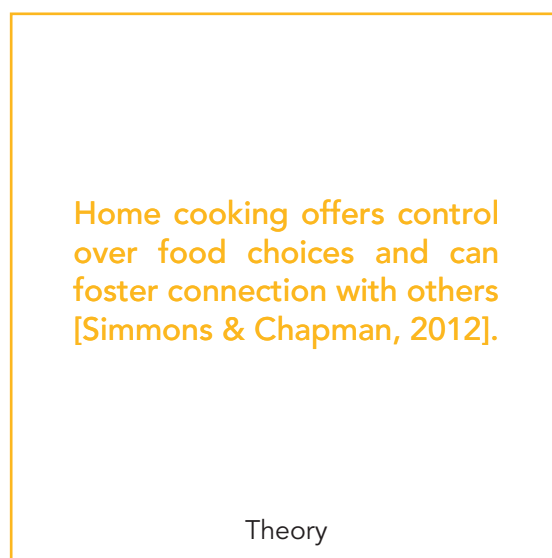 Home cooking offers control
over food choices and can
foster connection with others
[Simmons & Chapman, 2012].
Theory